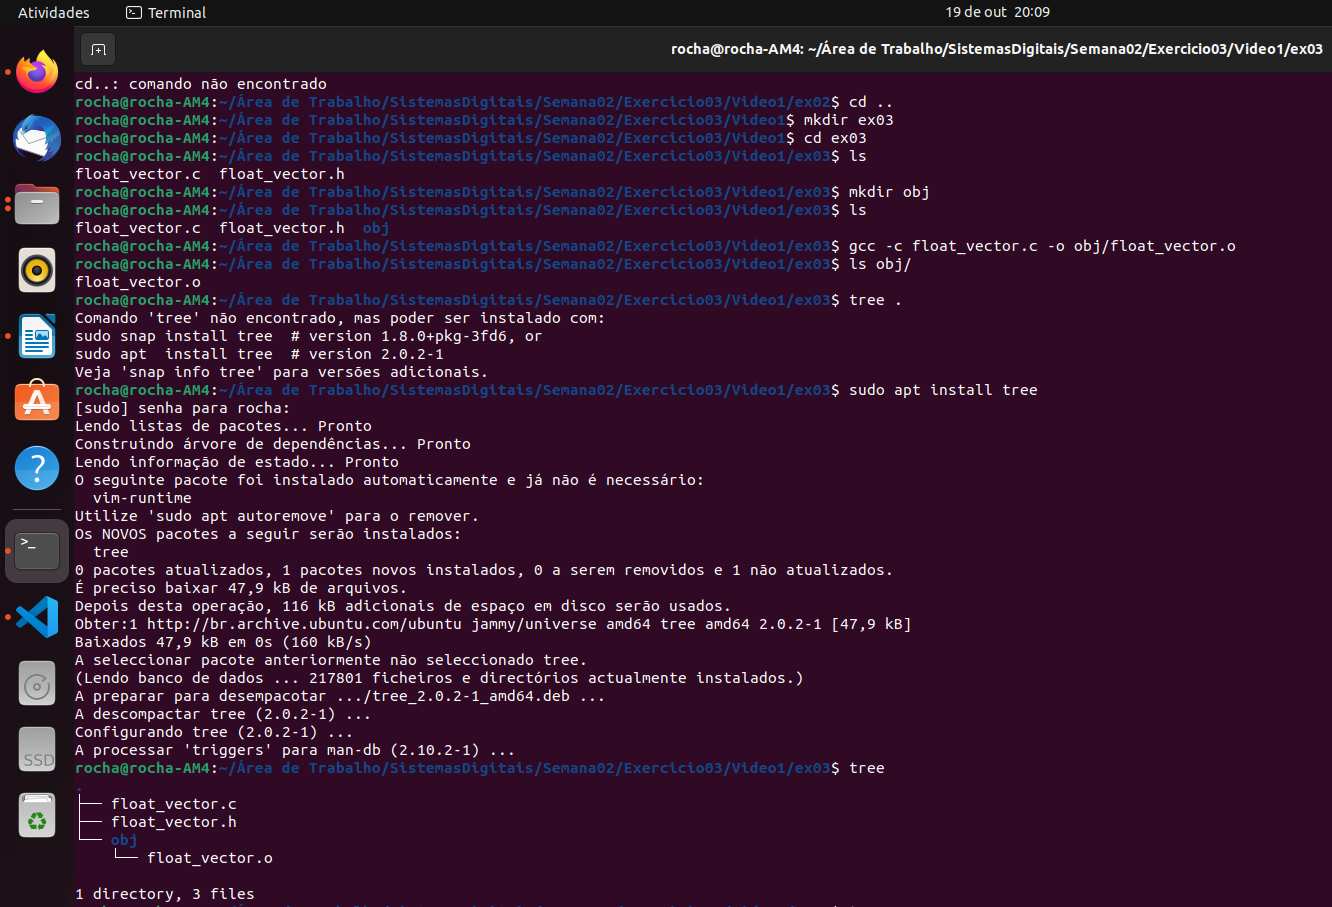 Atividades
Terminal
19 de out 20:09
rocha@rocha-AM4: ~/Área de Trabalho/SistemasDigitais/Semana02/Exercicio03/Video1/ex03
cd..: comando não encontrado
rocha@rocha-AM4:~/Área de Trabalho/SistemasDigitais/Semana02/Exercicio03/Video1/ex02$ cd ..
rocha@rocha-AM4:~/Área de Trabalho/SistemasDigitais/Semana02/Exercicio03/Video1$ mkdir ex03
rocha@rocha-AM4:~/Área de Trabalho/SistemasDigitais/Semana02/Exercicio03/Video1$ cd ex03
rocha@rocha-AM4:~/Área de Trabalho/SistemasDigitais/Semana02/Exercicio03/Video1/ex03$ ls
float_vector.c  float_vector.h
rocha@rocha-AM4:~/Área de Trabalho/SistemasDigitais/Semana02/Exercicio03/Video1/ex03$ mkdir obj
rocha@rocha-AM4:~/Área de Trabalho/SistemasDigitais/Semana02/Exercicio03/Video1/ex03$ ls
float_vector.c  float_vector.h  obj
rocha@rocha-AM4:~/Área de Trabalho/SistemasDigitais/Semana02/Exercicio03/Video1/ex03$ gcc -c float_vector.c -o obj/float_vector.o
rocha@rocha-AM4:~/Área de Trabalho/SistemasDigitais/Semana02/Exercicio03/Video1/ex03$ ls obj/
float_vector.o
rocha@rocha-AM4:~/Área de Trabalho/SistemasDigitais/Semana02/Exercicio03/Video1/ex03$ tree .
Comando 'tree' não encontrado, mas poder ser instalado com:
sudo snap install tree  # version 1.8.0+pkg-3fd6, or
sudo apt  install tree  # version 2.0.2-1
Veja 'snap info tree' para versões adicionais.
rocha@rocha-AM4:~/Área de Trabalho/SistemasDigitais/Semana02/Exercicio03/Video1/ex03$ sudo apt install tree
[sudo] senha para rocha:
Lendo listas de pacotes... Pronto
Construindo árvore de dependências... Pronto
Lendo informação de estado... Pronto
O seguinte pacote foi instalado automaticamente e já não é necessário:
  vim-runtime
Utilize 'sudo apt autoremove' para o remover.
Os NOVOS pacotes a seguir serão instalados:
  tree
0 pacotes atualizados, 1 pacotes novos instalados, 0 a serem removidos e 1 não atualizados.
É preciso baixar 47,9 kB de arquivos.
Depois desta operação, 116 kB adicionais de espaço em disco serão usados.
Obter:1 http://br.archive.ubuntu.com/ubuntu jammy/universe amd64 tree amd64 2.0.2-1 [47,9 kB]
Baixados 47,9 kB em 0s (160 kB/s)
A seleccionar pacote anteriormente não seleccionado tree.
(Lendo banco de dados ... 217801 ficheiros e directórios actualmente instalados.)
A preparar para desempacotar .../tree_2.0.2-1_amd64.deb ...
A descompactar tree (2.0.2-1) ...
Configurando tree (2.0.2-1) ...
A processar 'triggers' para man-db (2.10.2-1) ...
rocha@rocha-AM4:~/Área de Trabalho/SistemasDigitais/Semana02/Exercicio03/Video1/ex03$ tree
.
├── float_vector.c
├── float_vector.h
└── obj
    └── float_vector.o
1 directory, 3 files
SSD